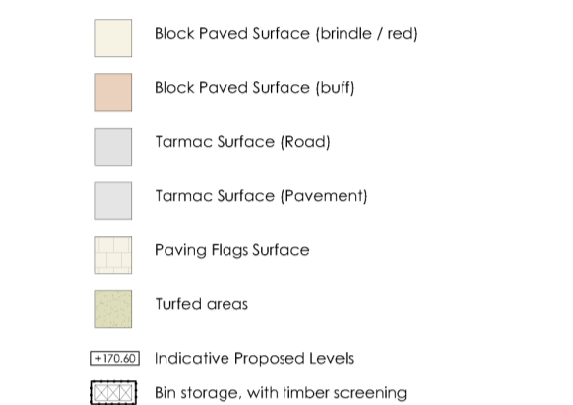 Block Paved Surface (brindle / red)
Block Paved Surface (buff)
Tarmac Surface (Road)
Tarmac Surface (Pavement)
Paving Flags Surface
Turfed areas
+170.60 Indicative Proposed Levels
Bin storage, with timber screening